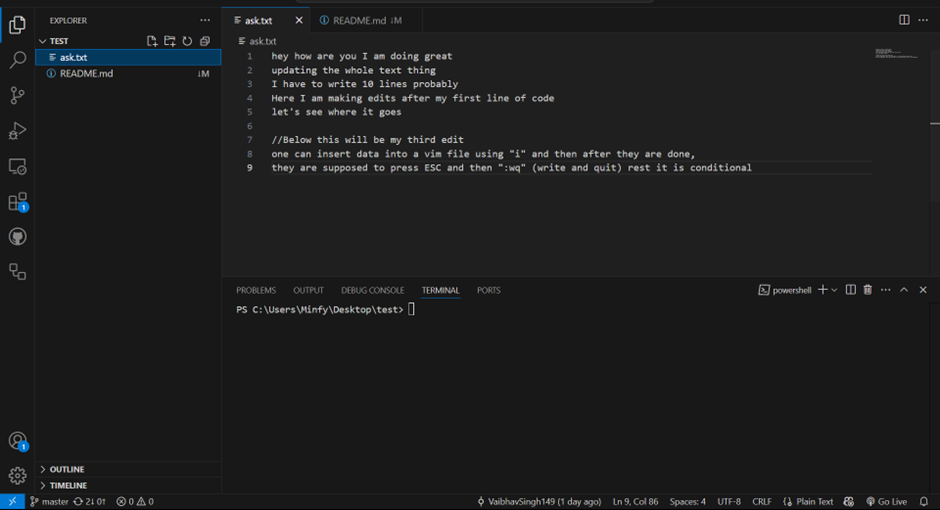 EXPLORER
TEST
ask.txt
README.md
↓M
OUTLINE
TIMELINE
ask.txt
README.md ↓M
ask.txt
1 hey how are you I am doing great
2 updating the whole text thing
3 I have to write 10 lines probably
4 Here I am making edits after my first line of code
5 let's see where it goes
6
7 //Below this will be my third edit
8 one can insert data into a vim file using "i" and then after they are done,
9 they are supposed to press ESC and then ":wq" (write and quit) rest it is conditional
PROBLEMS OUTPUT DEBUG CONSOLE TERMINAL PORTS
powershell
PS C:\Users\Minfy\Desktop\test>
1
1
master 2↓ 0↑ 0 0 VaibhavSingh149 (1 day ago) Ln 9, Col 86 Spaces: 4 UTF-8 CRLF {} Plain Text Go Live